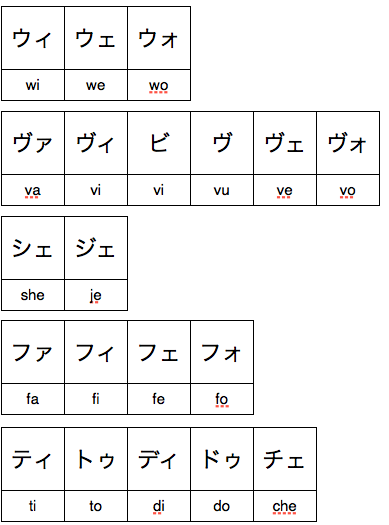 ウィ ウェ ウォ
wi we wo
ヴァ ヴィ ビ ヴ ヴェ ヴォ
va vi vi vu ve vo
シェ ジェ
she je
ファ フィ フェ フォ
fa fi fe fo
ティ トゥ ディ ドゥ チェ
ti to di do che